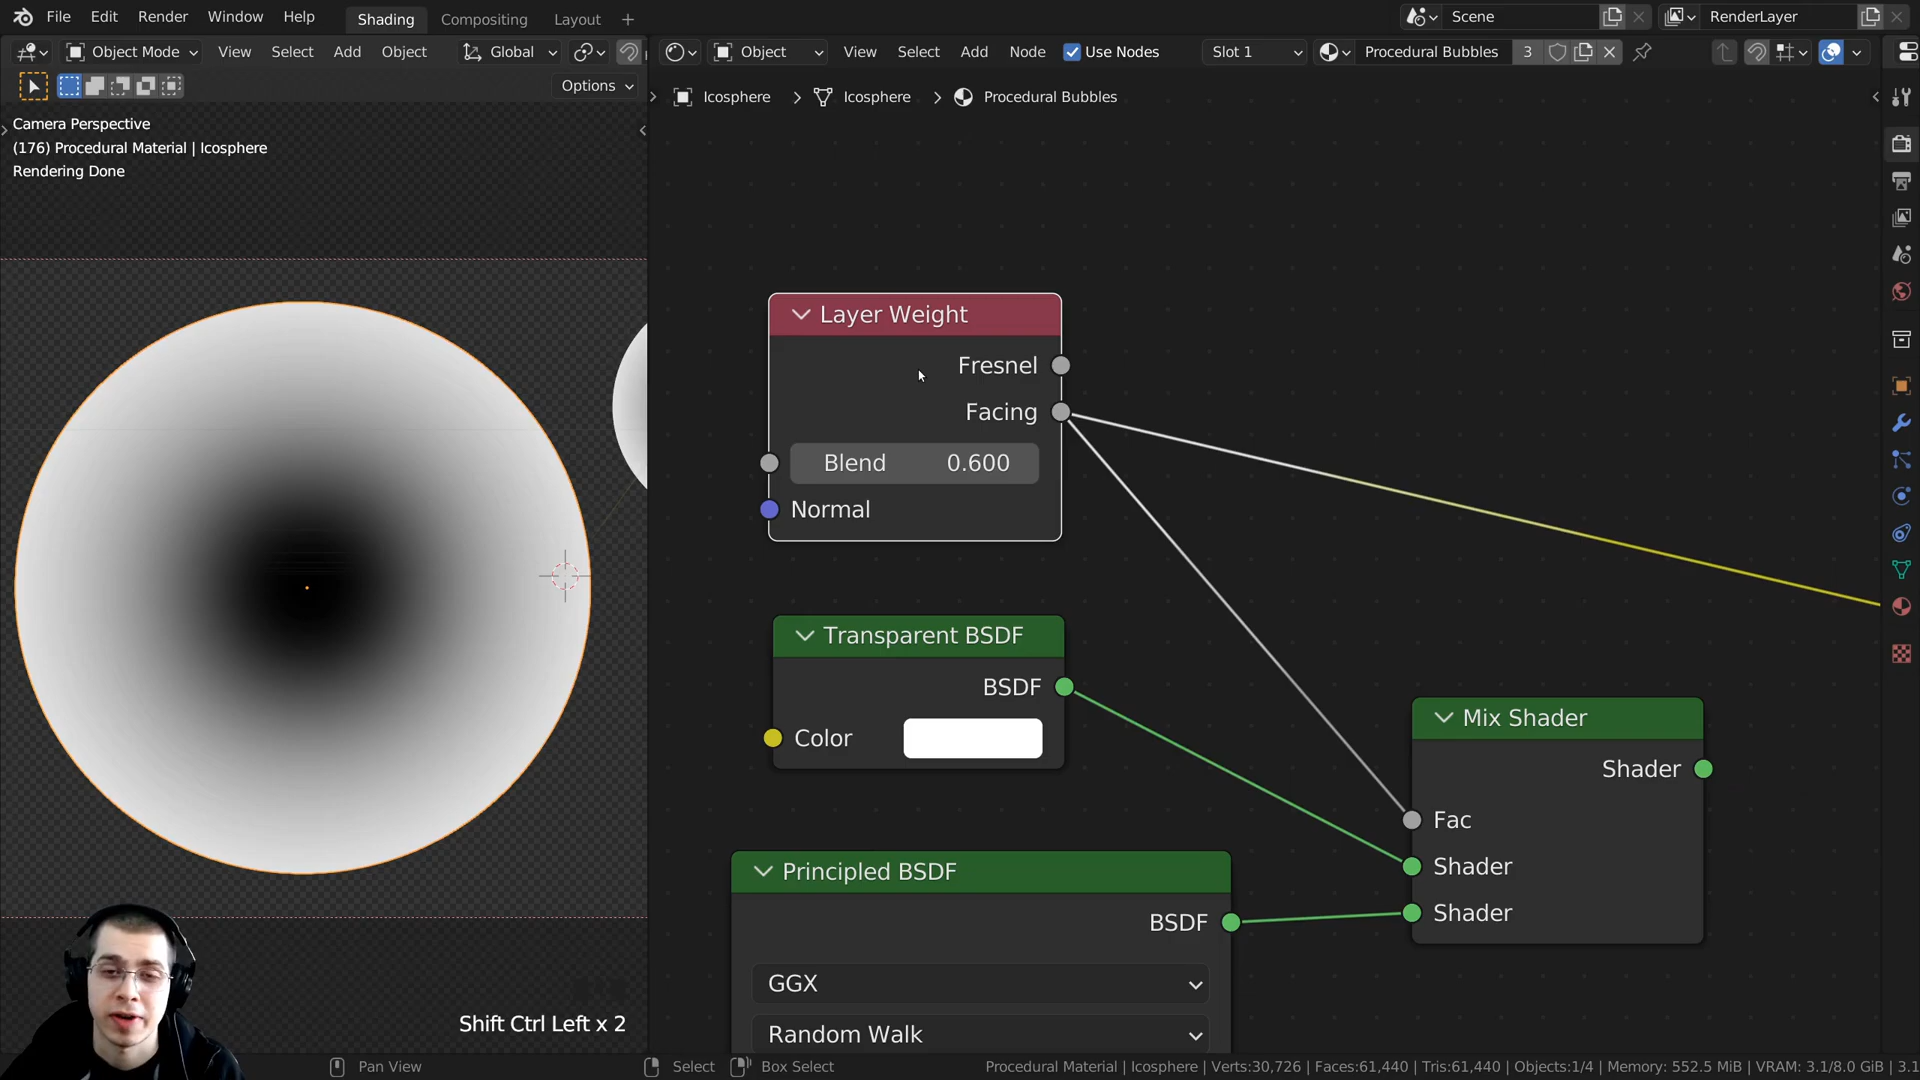 File Edit Render Window Help Shading Compositing Layout + Scene RenderLayer
Object Mode View Select Add Object Global Object View Select Add Node Use Nodes Slot 1 Procedural Bubbles 3
Options
Icosphere > Icosphere > Procedural Bubbles
Camera Perspective
(176) Procedural Material | Icosphere
Rendering Done
Layer Weight
Fresnel
Facing
Blend 0.600
Normal
Transparent BSDF
BSDF
Color
Mix Shader
Shader
Fac
Shader
Shader
Principled BSDF
BSDF
GGX
Random Walk
Shift Ctrl Left x 2
Pan View Select Box Select Procedural Material | Icosphere | Verts:30,726 | Faces:61,440 | Tris:61,440 | Objects:1/4 | Memory: 552.5 MiB | VRAM: 3.1/8.0 GiB | 3.1